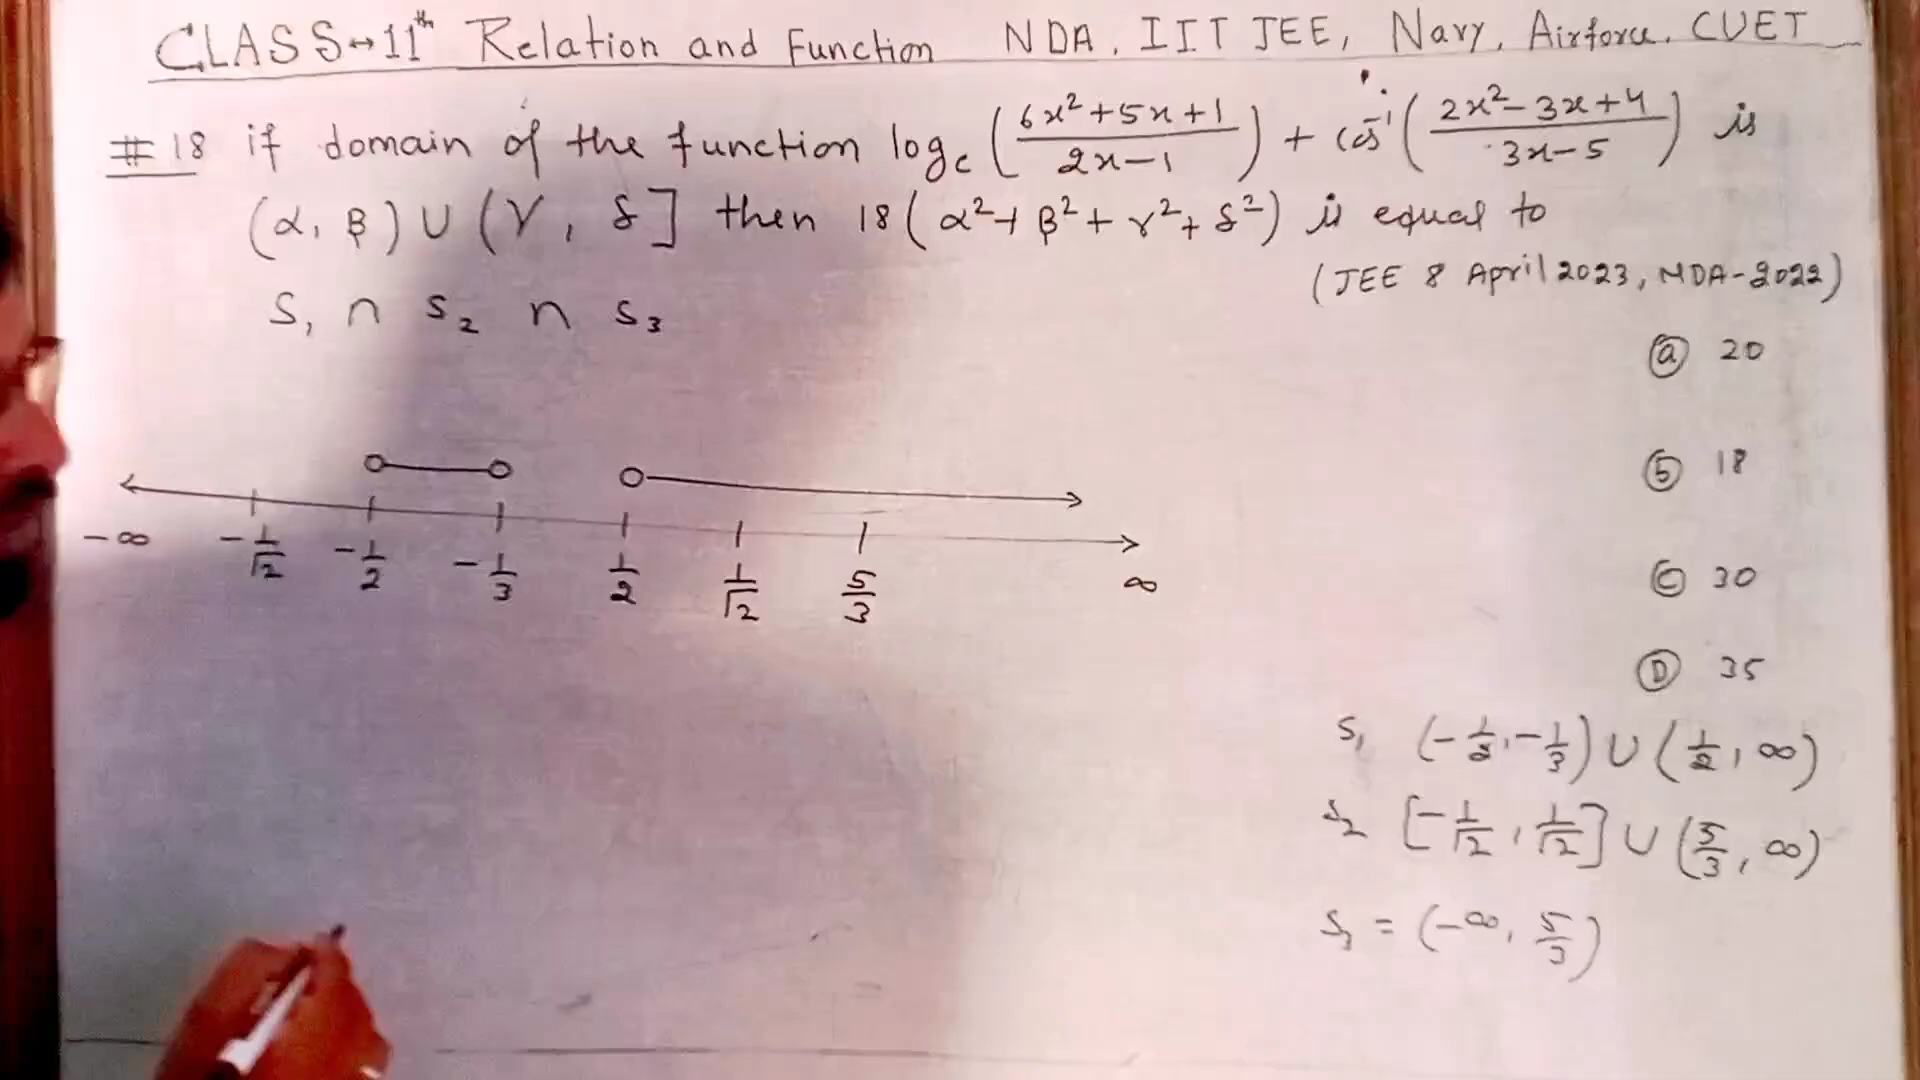 CLASS→11th Relation and Function NDA, IIT JEE, Navy, Airforce, CUET
#18 if domain of the function logₑ((6x²+5x+1)/(2x-1)) + cos⁻¹((2x²-3x+4)/(3x-5)) is
(α, β) ∪ (γ, δ] then 18(α²+β²+γ²+δ²) is equal to
(JEE 8 April 2023, NDA-2022)
S₁ ∩ S₂ ∩ S₃
ⓐ 20
ⓑ 18
ⓒ 30
Ⓓ 35
-∞ -1/√2 -1/2 -1/3 1/2 1/√2 5/3 ∞
S₁ (-1/2, -1/3) ∪ (1/2, ∞)
S₂ [-1/√2, 1/√2] ∪ (5/3, ∞)
S₃ = (-∞, 5/3)